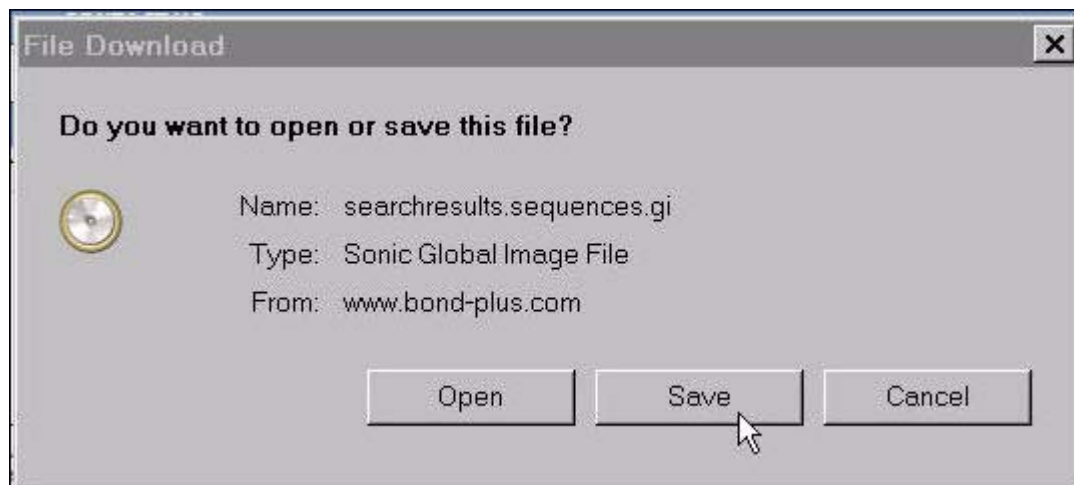 File Download
Do you want to open or save this file?
Name: searchresults.sequences.gi
Type: Sonic Global Image File
From: www.bond-plus.com
Open Save Cancel